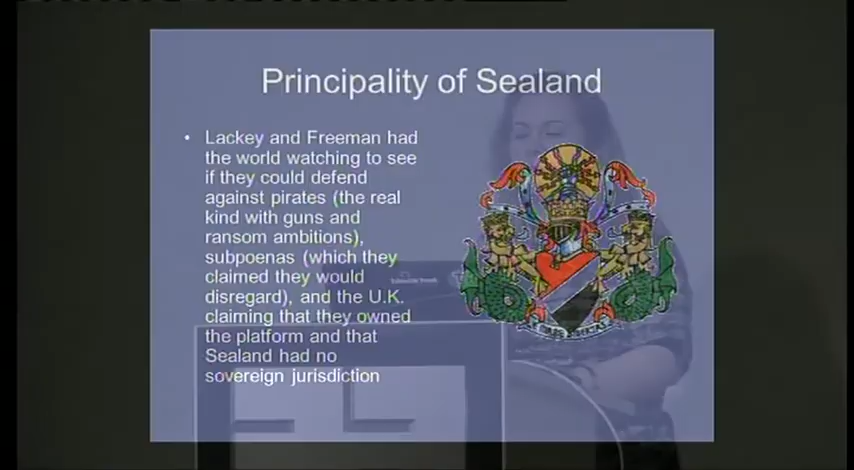 Principality of Sealand
• Lackey and Freeman had
the world watching to see
if they could defend
against pirates (the real
kind with guns and
ransom ambitions),
subpoenas (which they
claimed they would
disregard), and the U.K.
claiming that they owned
the platform and that
Sealand had no
sovereign jurisdiction